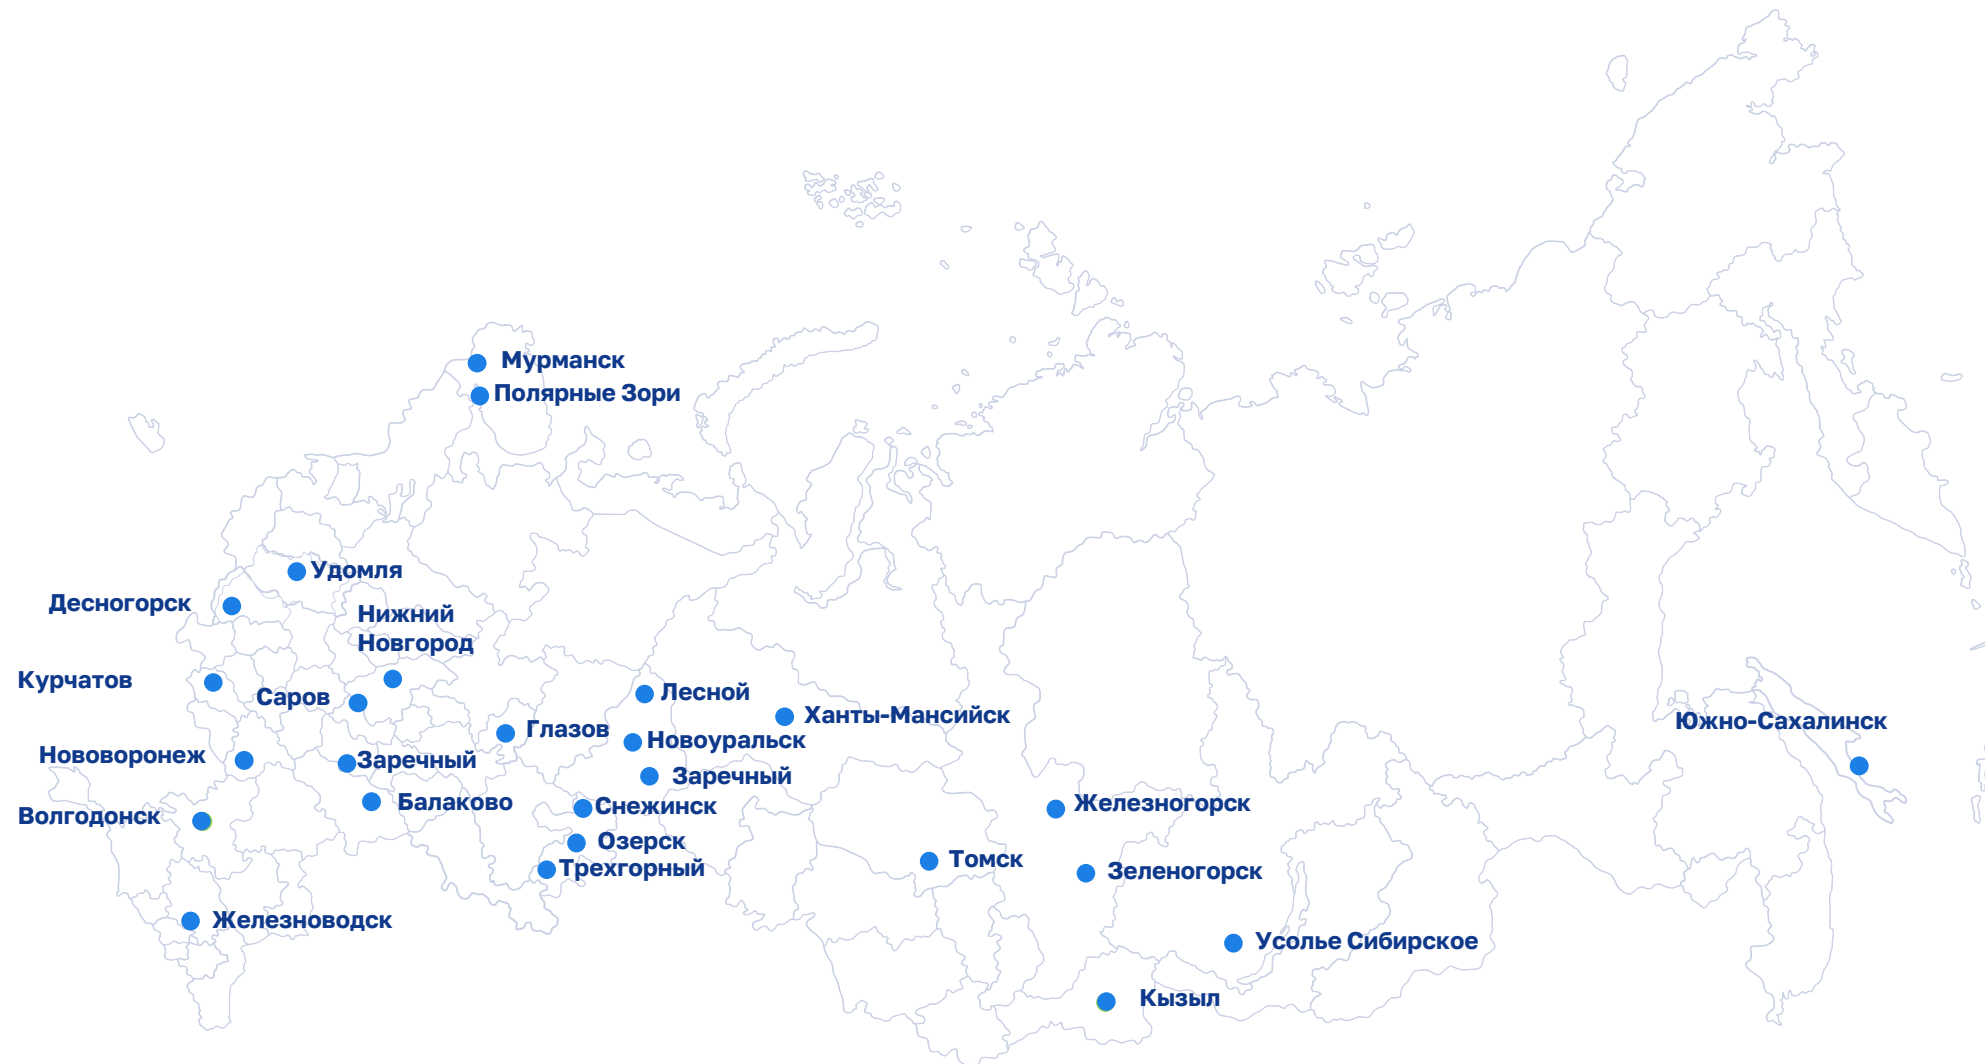 Мурманск
Полярные Зори
Удомля
Десногорск
Нижний
Новгород
Курчатов
Саров
Лесной
Ханты-Мансийск
Южно-Сахалинск
Глазов
Новоуральск
Нововоронеж
Заречный
Заречный
Балаково
Снежинск
Железногорск
Волгодонск
Озерск
Томск
Трехгорный
Зеленогорск
Железноводск
Усолье Сибирское
Кызыл